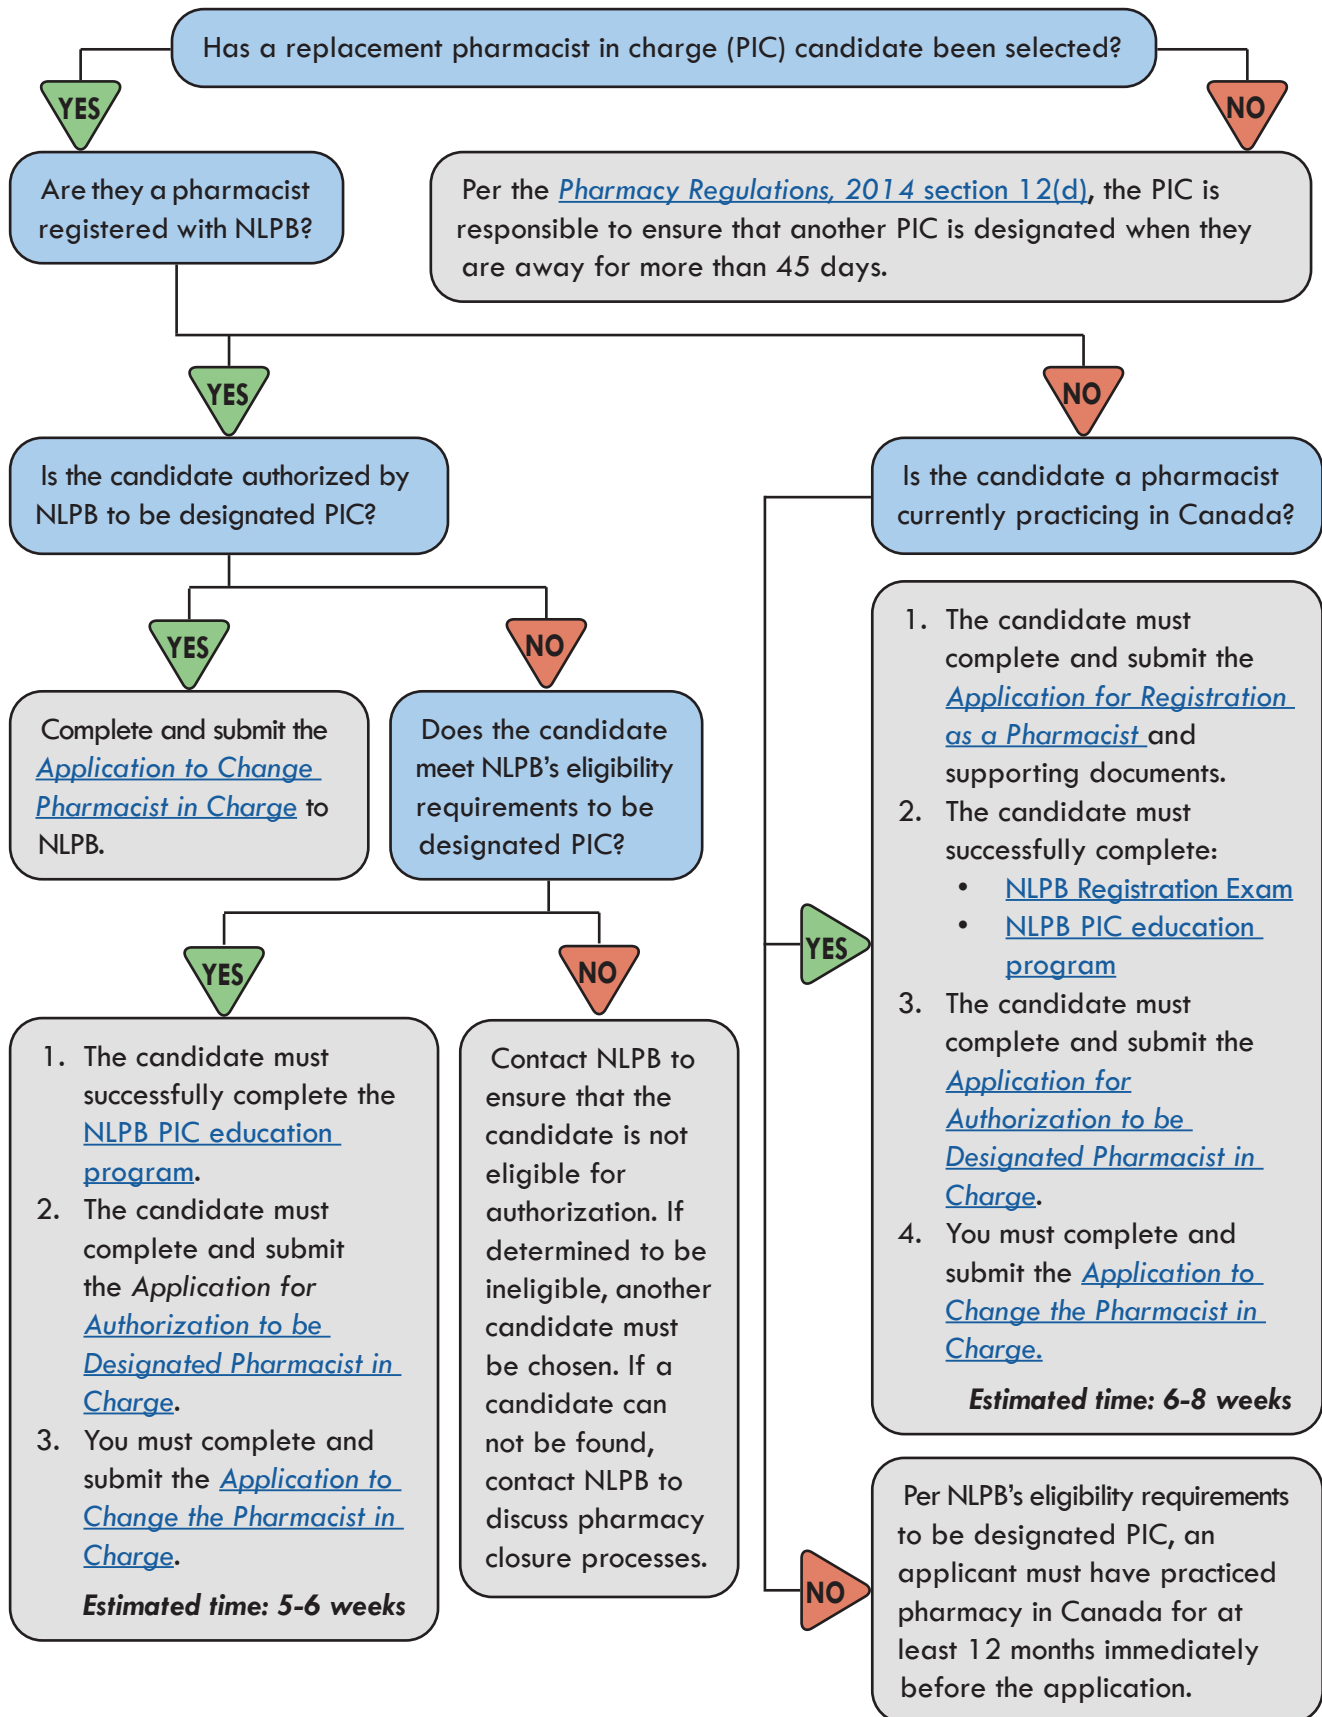 Has a replacement pharmacist in charge (PIC) candidate been selected?
YES
NO
Are they a pharmacist
registered with NLPB?
Per the Pharmacy Regulations, 2014 section 12(d), the PIC is
responsible to ensure that another PIC is designated when they
are away for more than 45 days.
YES
NO
Is the candidate authorized by
NLPB to be designated PIC?
Is the candidate a pharmacist
currently practicing in Canada?
YES
NO
Complete and submit the
Application to Change
Pharmacist in Charge to
NLPB.
Does the candidate
meet NLPB's eligibility
requirements to be
designated PIC?
YES
NO
1. The candidate must
successfully complete the
NLPB PIC education
program.
2. The candidate must
complete and submit
the Application for
Authorization to be
Designated Pharmacist in
Charge.
3. You must complete and
submit the Application to
Change the Pharmacist in
Charge.
Estimated time: 5-6 weeks
Contact NLPB to
ensure that the
candidate is not
eligible for
authorization. If
determined to be
ineligible, another
candidate must
be chosen. If a
candidate can
not be found,
contact NLPB to
discuss pharmacy
closure processes.
YES
1. The candidate must
complete and submit the
Application for Registration
as a Pharmacist and
supporting documents.
2. The candidate must
successfully complete:
• NLPB Registration Exam
• NLPB PIC education
program
3. The candidate must
complete and submit the
Application for
Authorization to be
Designated Pharmacist in
Charge.
4. You must complete and
submit the Application to
Change the Pharmacist in
Charge.
Estimated time: 6-8 weeks
NO
Per NLPB's eligibility requirements
to be designated PIC, an
applicant must have practiced
pharmacy in Canada for at
least 12 months immediately
before the application.